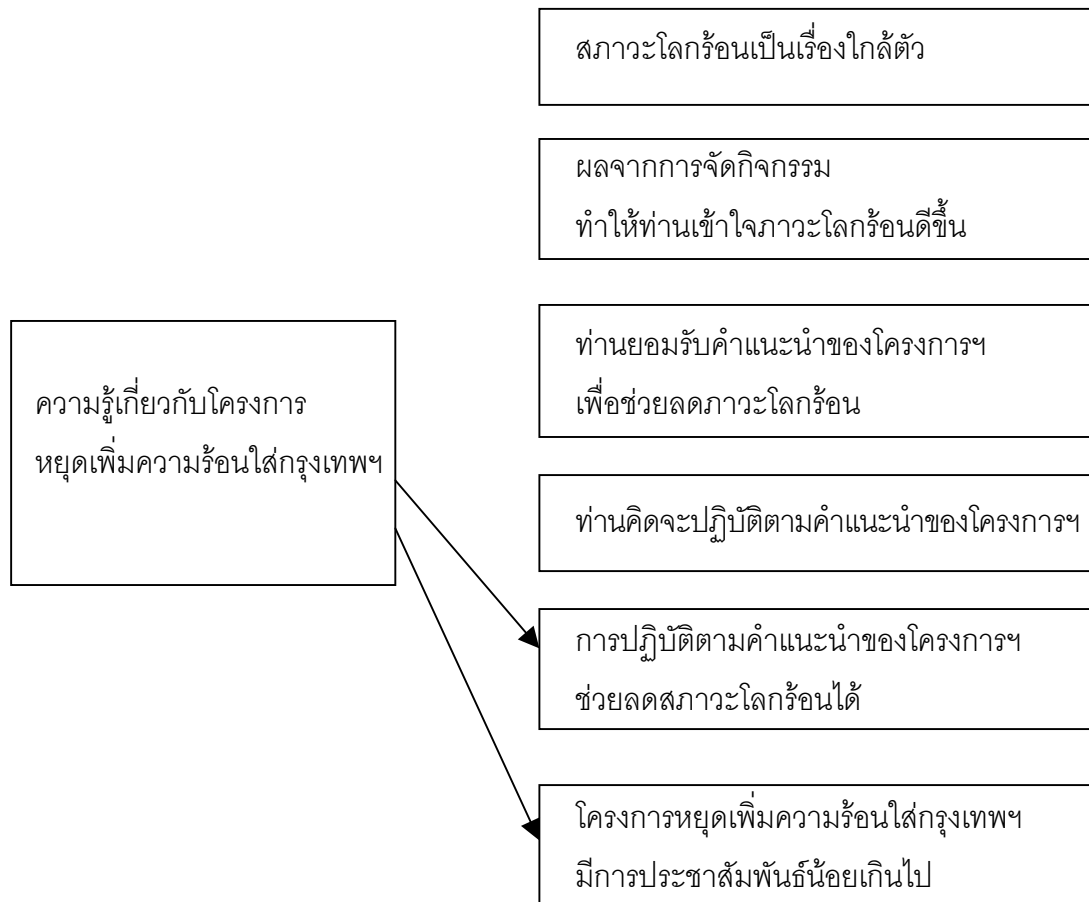 สภาวะโลกร้อนเป็นเรื่องใกล้ตัว
ผลจากการจัดกิจกรรม
ทำให้ท่านเข้าใจภาวะโลกร้อนดีขึ้น
ท่านยอมรับคำแนะนำของโครงการฯ
เพื่อช่วยลดภาวะโลกร้อน
ความรู้เกี่ยวกับโครงการ
หยุดเพิ่มความร้อนใส่กรุงเทพฯ
ท่านคิดจะปฏิบัติตามคำแนะนำของโครงการฯ
การปฏิบัติตามคำแนะนำของโครงการฯ
ช่วยลดสภาวะโลกร้อนได้
โครงการหยุดเพิ่มความร้อนใส่กรุงเทพฯ
มีการประชาสัมพันธ์น้อยเกินไป